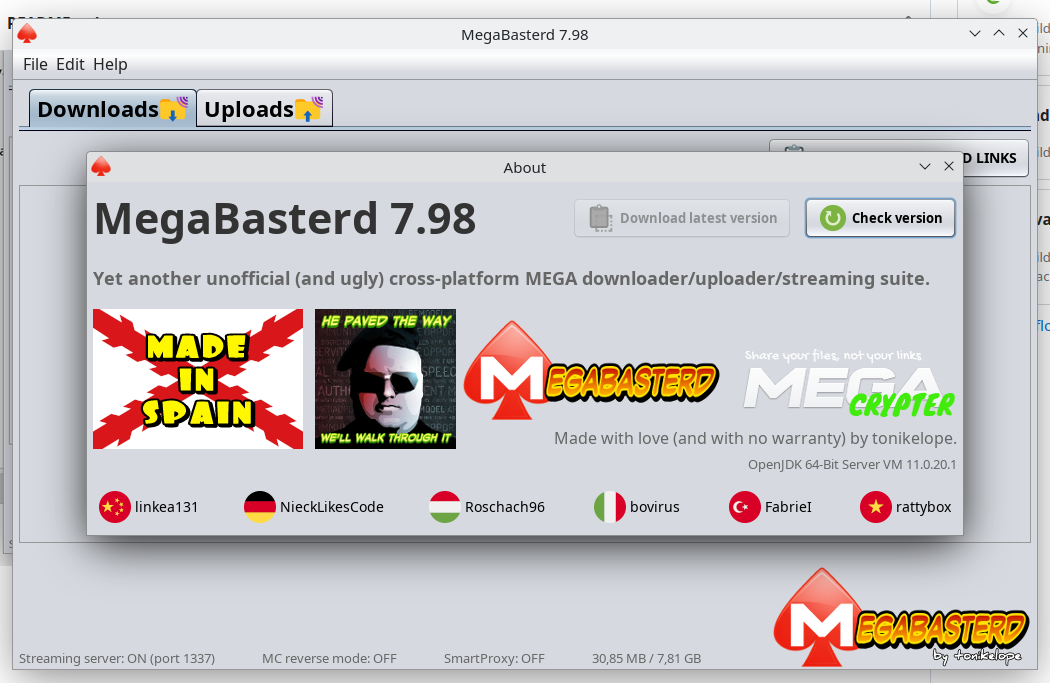 MegaBasterd 7.98
File Edit Help
Downloads
Uploads
D LINKS
About
MegaBasterd 7.98
Download latest version
Check version
Yet another unofficial (and ugly) cross-platform MEGA downloader/uploader/streaming suite.
MADE
IN
SPAIN
HE PAVED THE WAY
WE'LL WALK THROUGH IT
MEGABASTERD
Share your files, not your links
MEGA
CRYPTER
Made with love (and with no warranty) by tonikelope.
OpenJDK 64-Bit Server VM 11.0.20.1
linkea131 NieckLikesCode Roschach96 bovirus FabrieI rattybox
MEGABASTERD
by tonikelope
Streaming server: ON (port 1337) MC reverse mode: OFF SmartProxy: OFF 30,85 MB / 7,81 GB